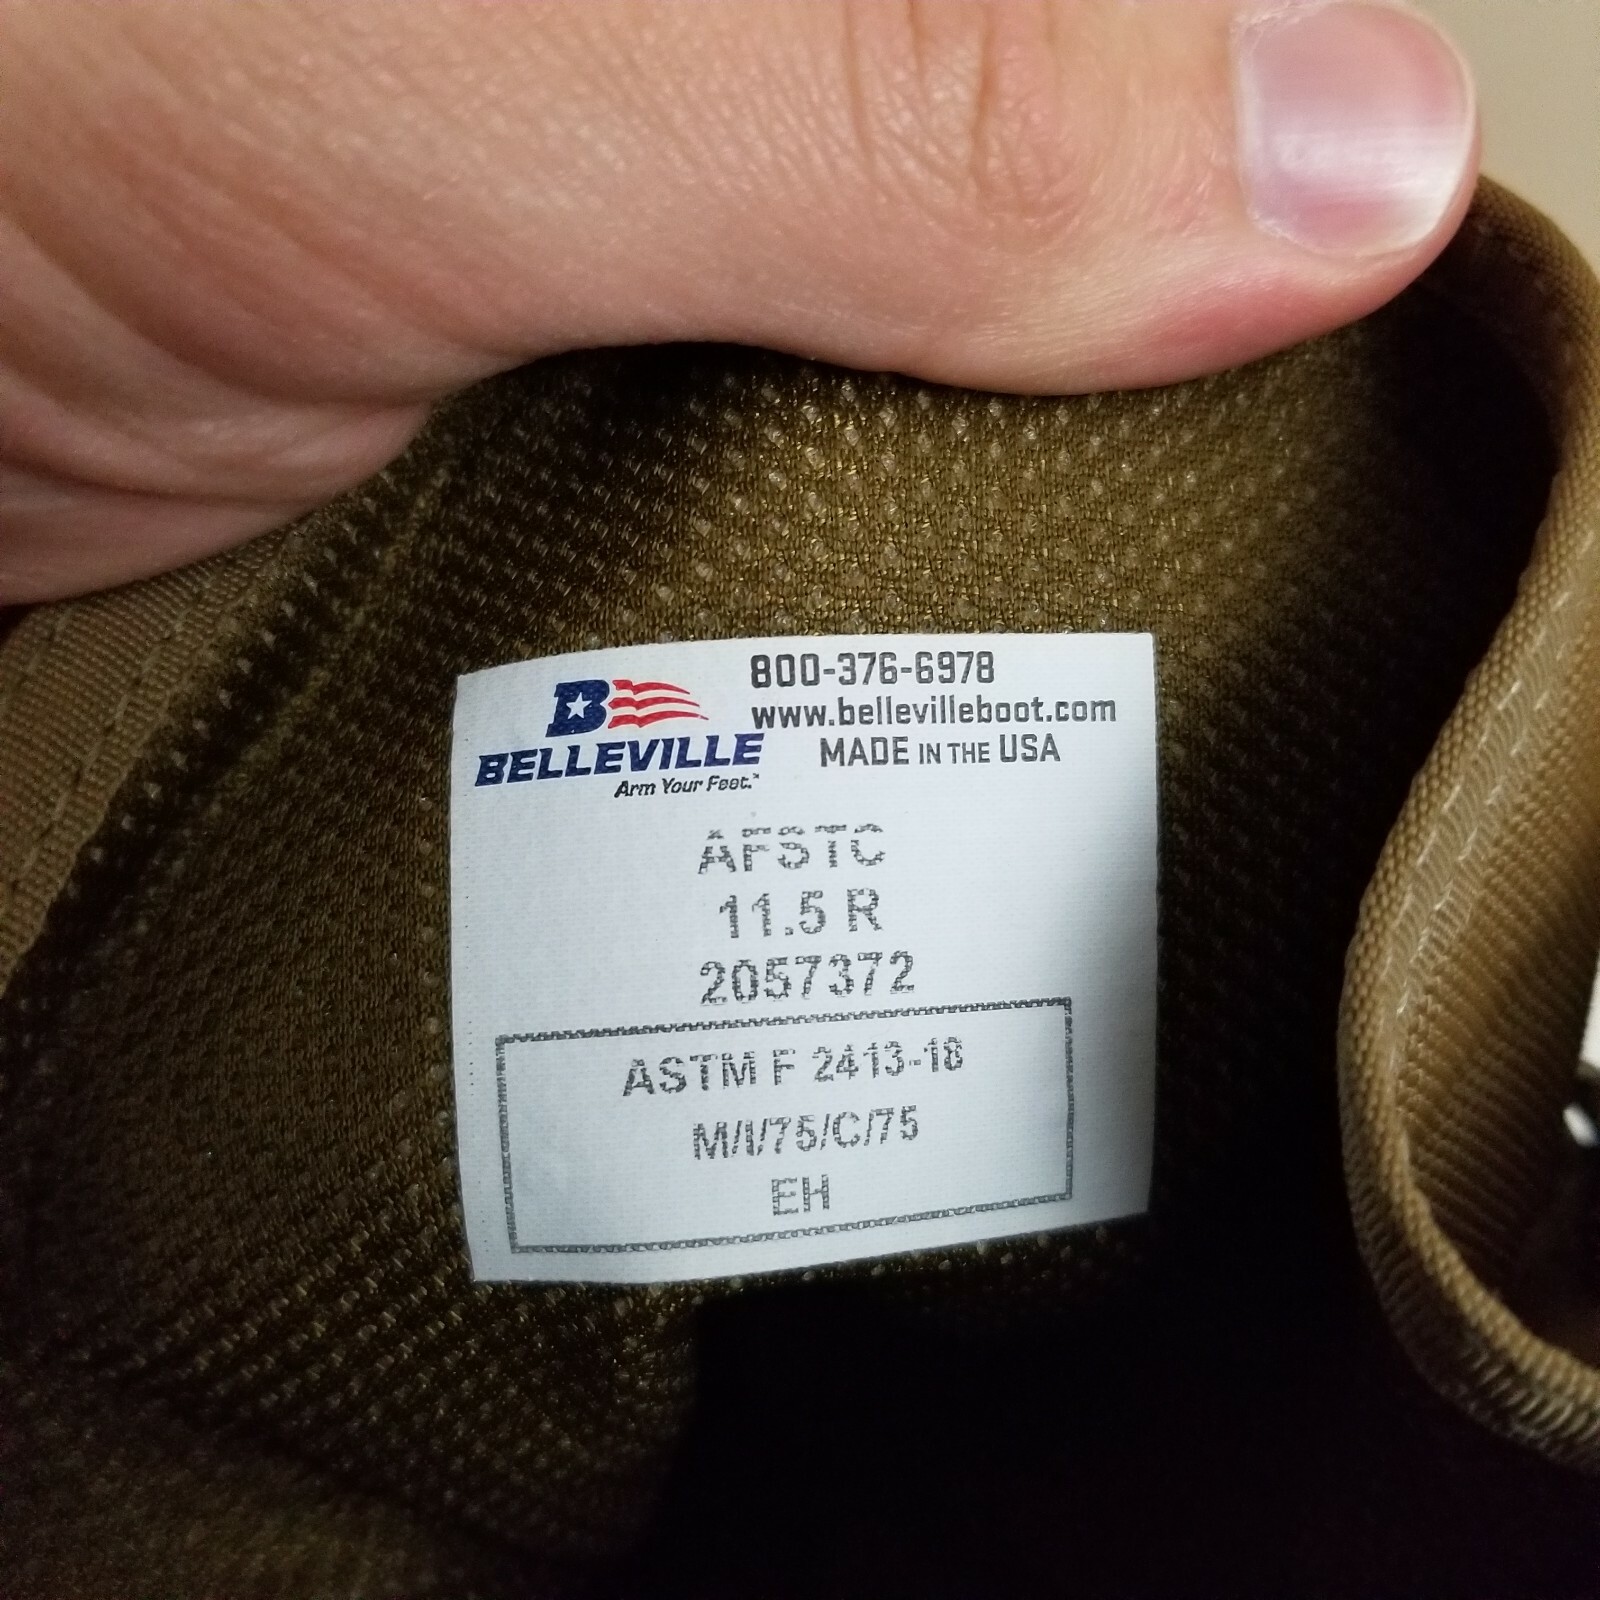 800-376-6978
www.bellevilleboot.com
MADE IN THE USA
B
BELLEVILLE
Arm Your Feet.™
AFSTC
11.5 R
2057372
ASTM F 2413-18
M/I/75/C/75
EH